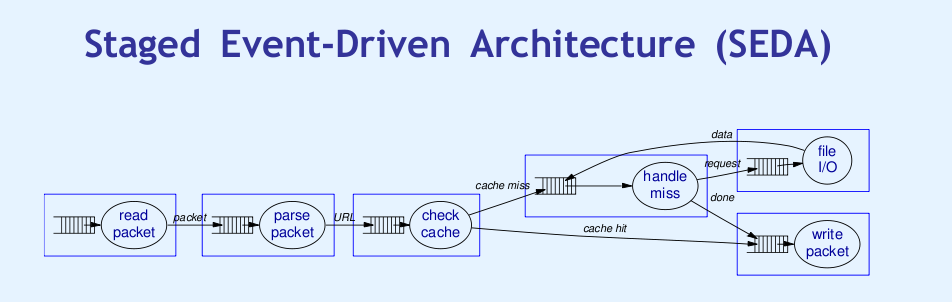 Staged Event-Driven Architecture (SEDA)
read
packet
packet
parse
packet
URL
check
cache
cache miss
cache hit
handle
miss
data
request
done
file
I/O
write
packet